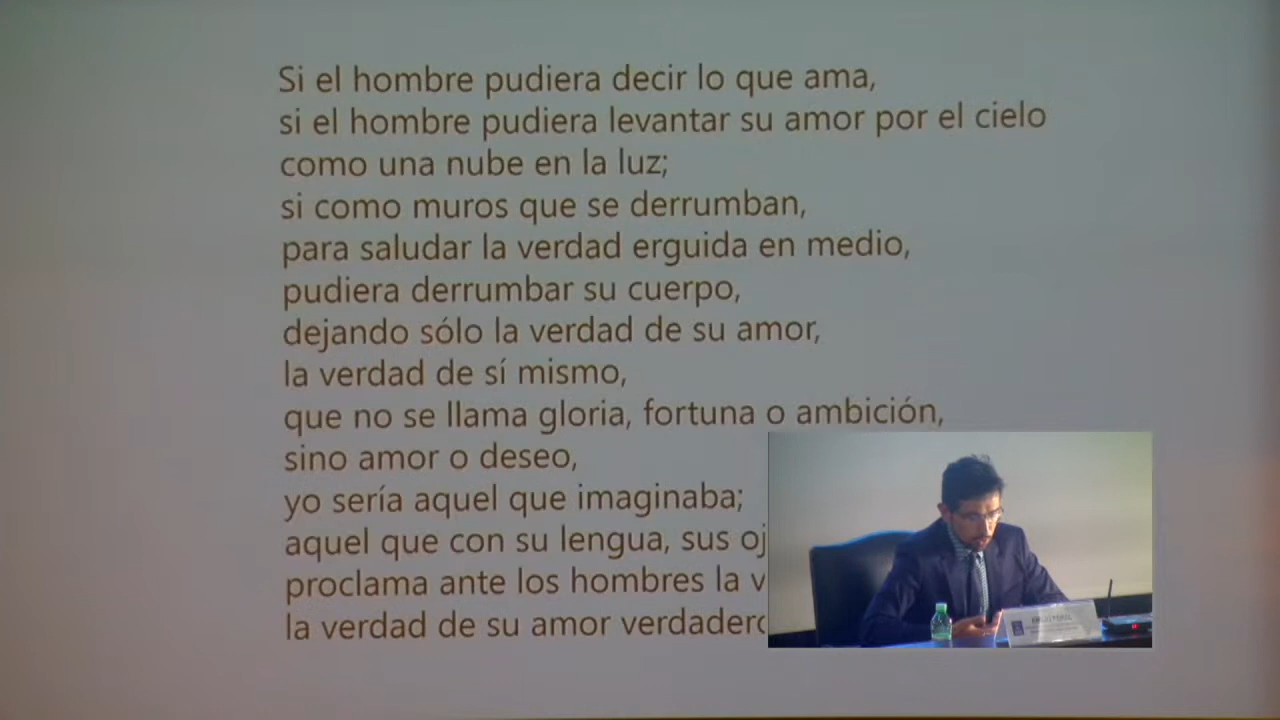 Si el hombre pudiera decir lo que ama,
si el hombre pudiera levantar su amor por el cielo
como una nube en la luz;
si como muros que se derrumban,
para saludar la verdad erguida en medio,
pudiera derrumbar su cuerpo,
dejando sólo la verdad de su amor,
la verdad de sí mismo,
que no se llama gloria, fortuna o ambición,
sino amor o deseo,
yo sería aquel que imaginaba;
aquel que con su lengua, sus oj
proclama ante los hombres la v
la verdad de su amor verdadero